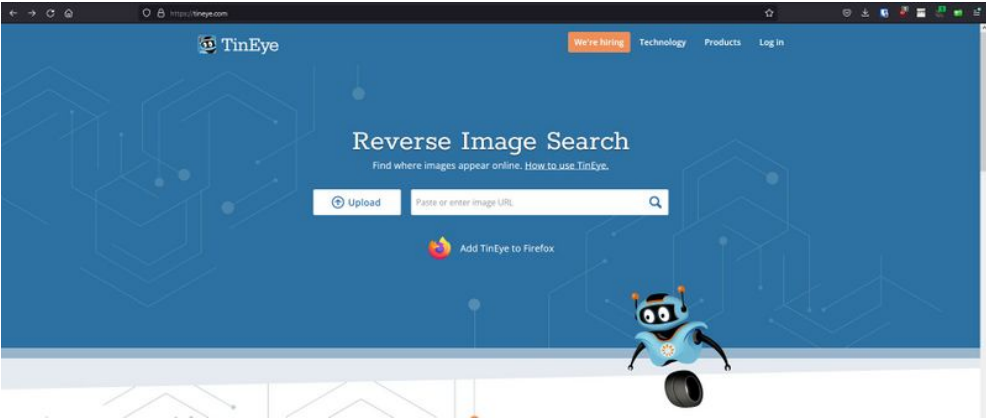 https://tineye.com
TinEye
We're hiring Technology Products Log in
Reverse Image Search
Find where images appear online. How to use TinEye.
Upload Paste or enter image URL
Add TinEye to Firefox